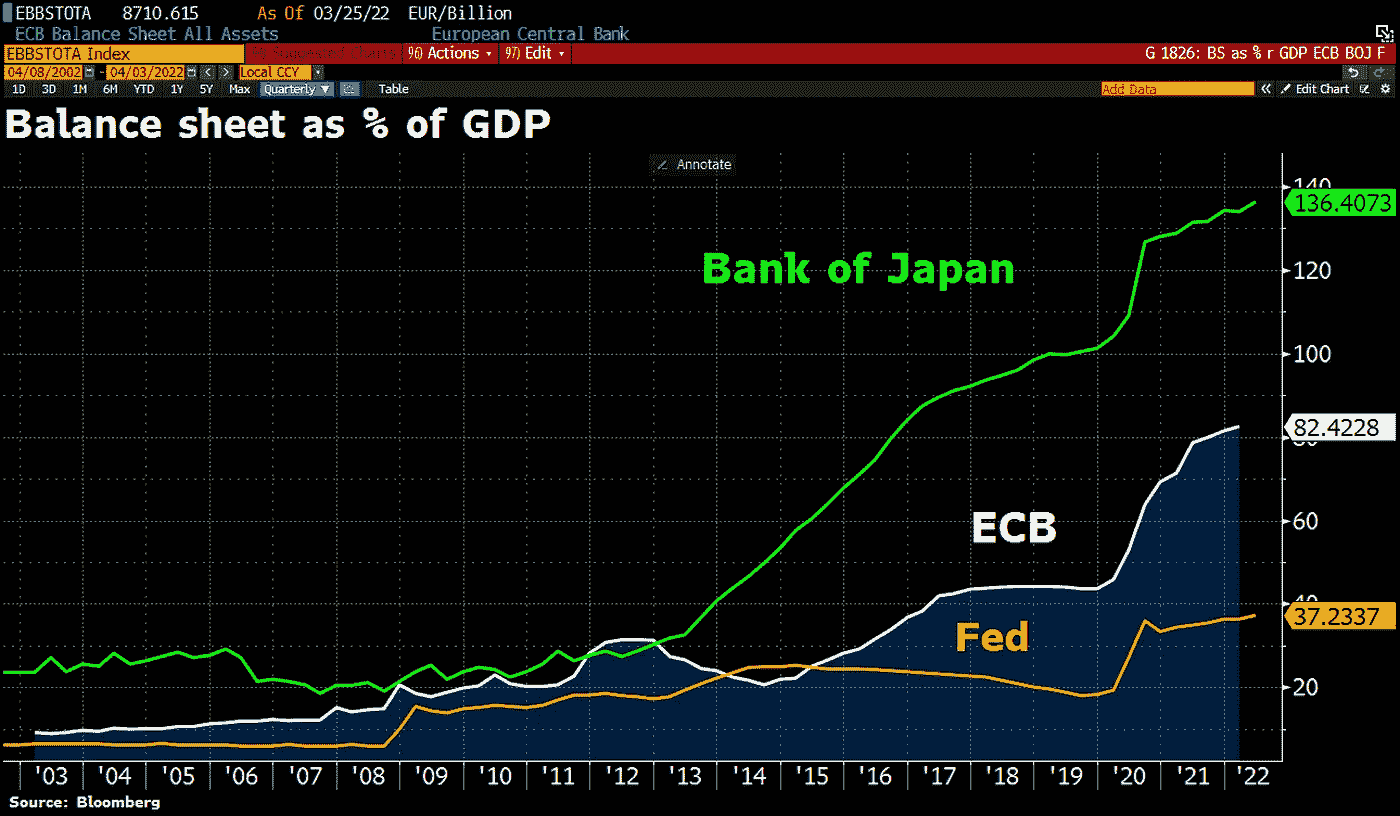 EBBSTOTA 8710.615 As Of 03/25/22 EUR/Billion
ECB Balance Sheet All Assets European Central Bank
EBBSTOTA Index 96) Actions 97) Edit G 1826: BS as % r GDP ECB BOJ F
04/08/2002 - 04/03/2022 Local CCY
1D 3D 1M 6M YTD 1Y 5Y Max Quarterly Table Add Data Edit Chart
Balance sheet as % of GDP
Annotate
140
136.4073
Bank of Japan
120
100
82.4228
80
ECB
60
40
37.2337
Fed
20
'03 '04 '05 '06 '07 '08 '09 '10 '11 '12 '13 '14 '15 '16 '17 '18 '19 '20 '21 '22
Source: Bloomberg